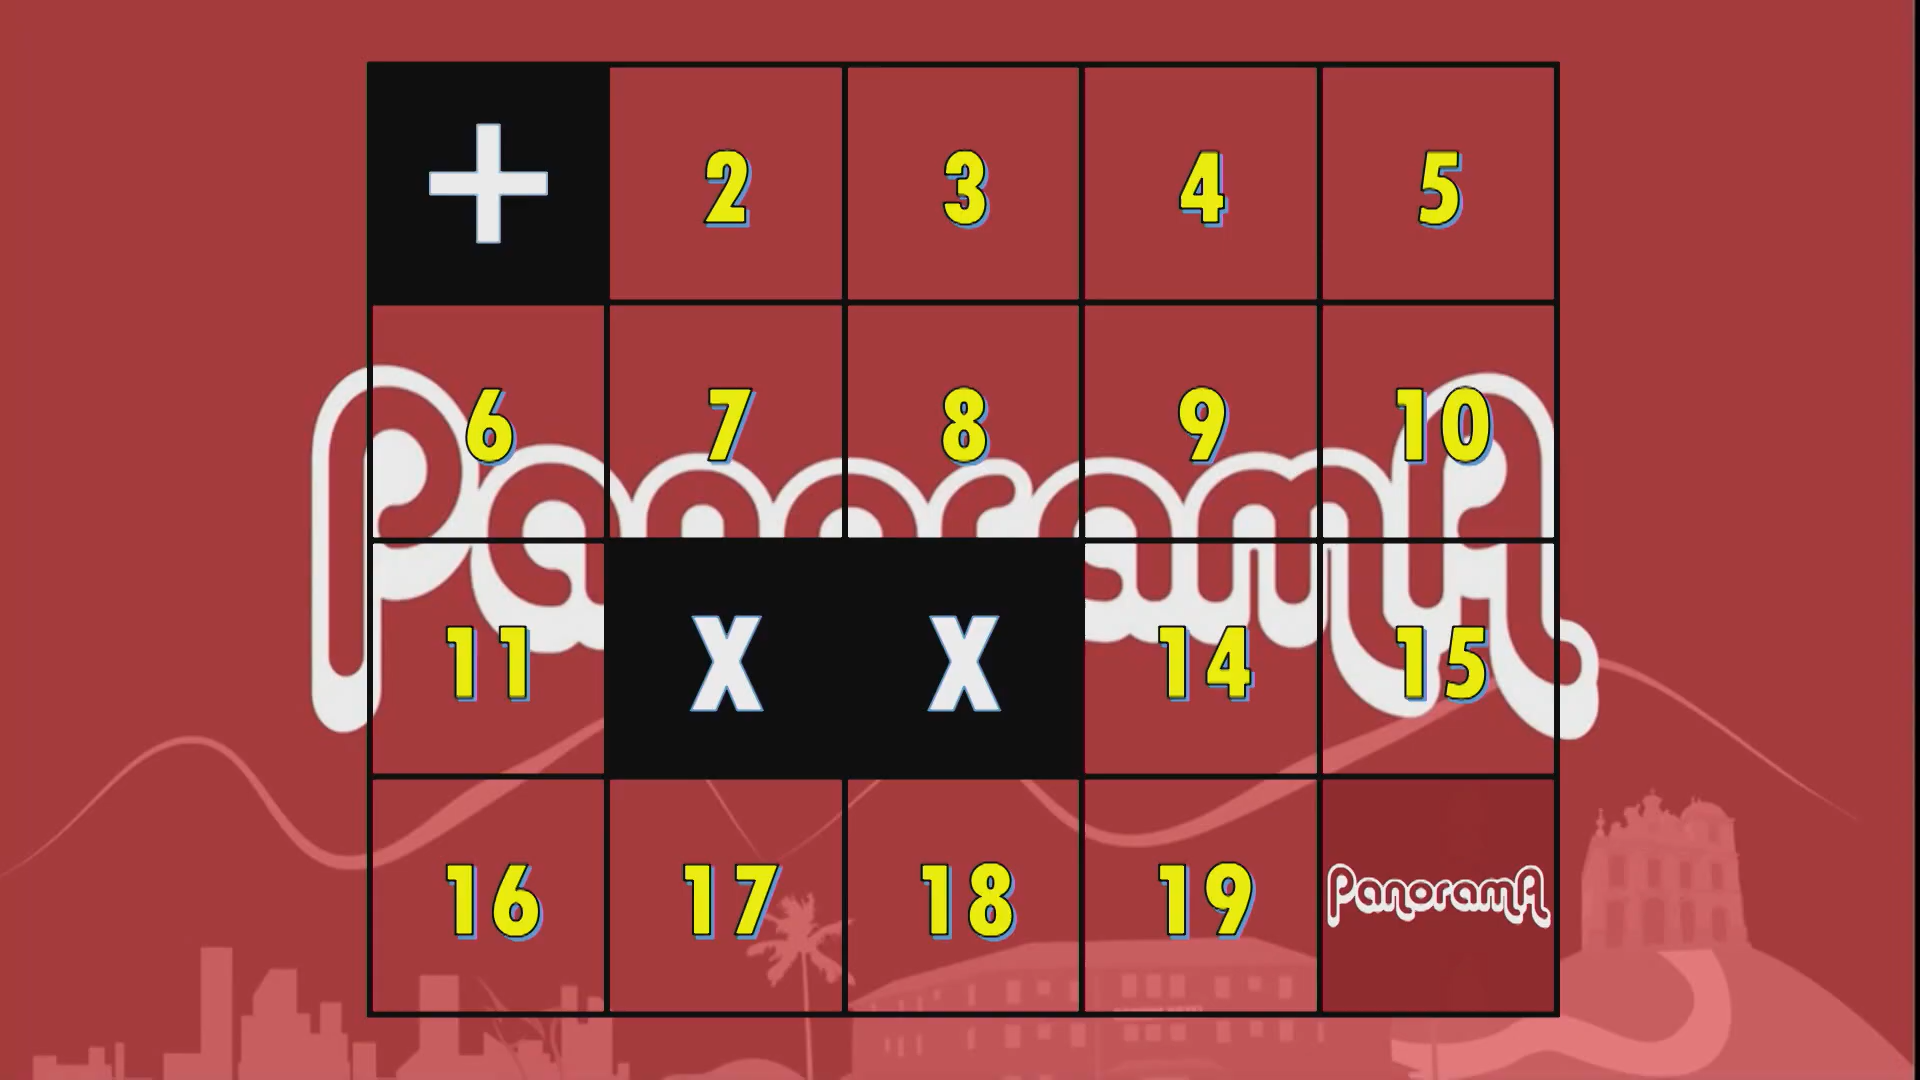 + 2 3 4 5
6 7 8 9 10
Panorama
11 X X 14 15
16 17 18 19 Panorama